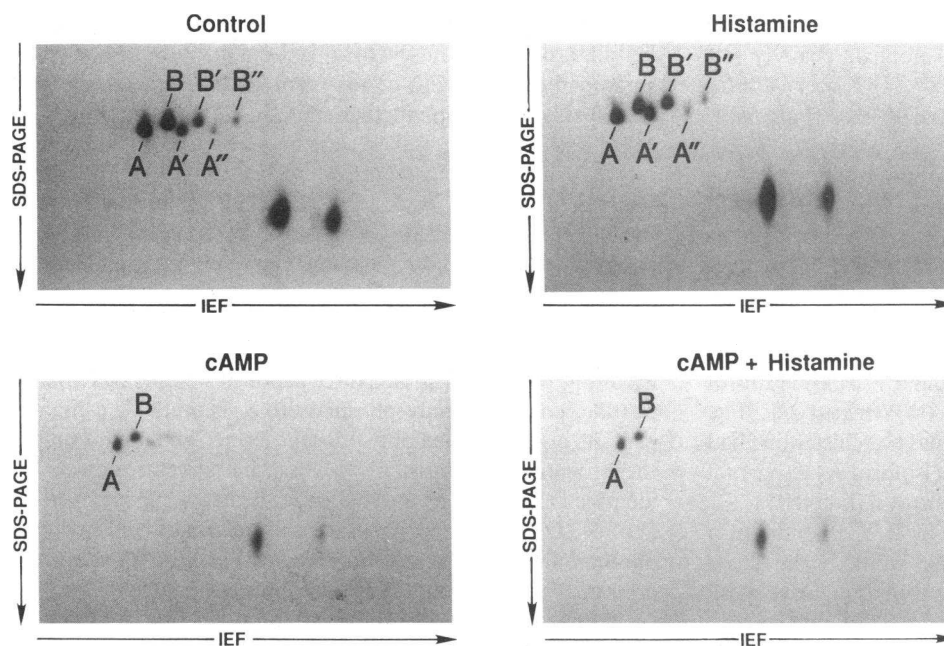 Control
SDS-PAGE
B B′ B″
A A′ A″
IEF
Histamine
SDS-PAGE
B B′ B″
A A′ A″
IEF
cAMP
SDS-PAGE
B
A
IEF
cAMP + Histamine
SDS-PAGE
B
A
IEF